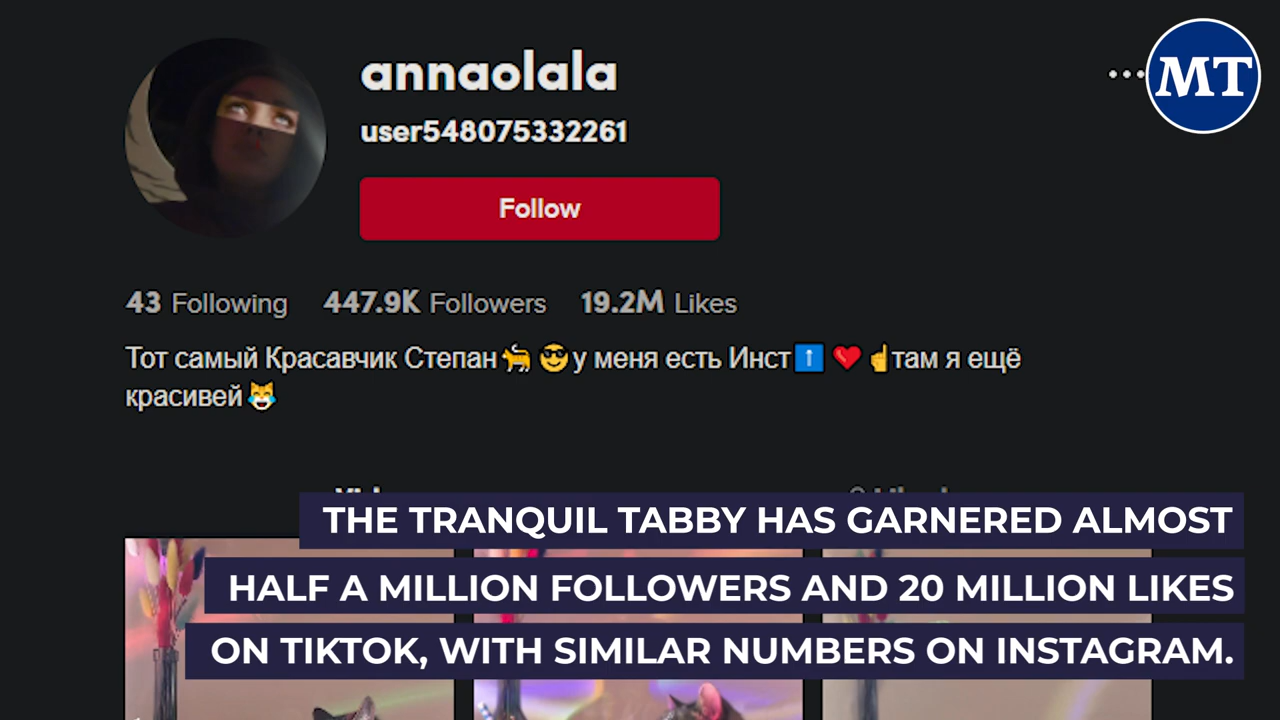 annaolala
MT
user548075332261
Follow
43 Following 447.9K Followers 19.2M Likes
Тот самый Красавчик Степан🐈😎у меня есть Инст⬆️❤️☝️там я ещё
красивей😹
THE TRANQUIL TABBY HAS GARNERED ALMOST
HALF A MILLION FOLLOWERS AND 20 MILLION LIKES
ON TIKTOK, WITH SIMILAR NUMBERS ON INSTAGRAM.